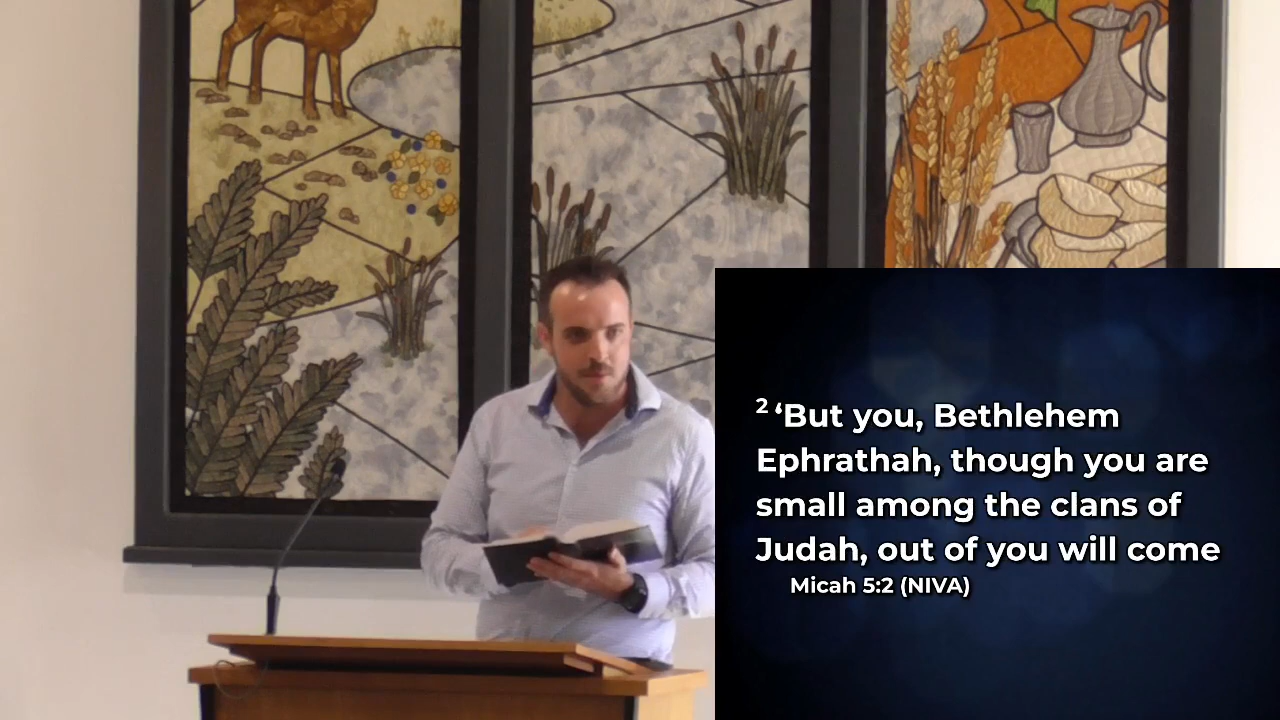 2 ‘But you, Bethlehem
Ephrathah, though you are
small among the clans of
Judah, out of you will come
Micah 5:2 (NIVA)